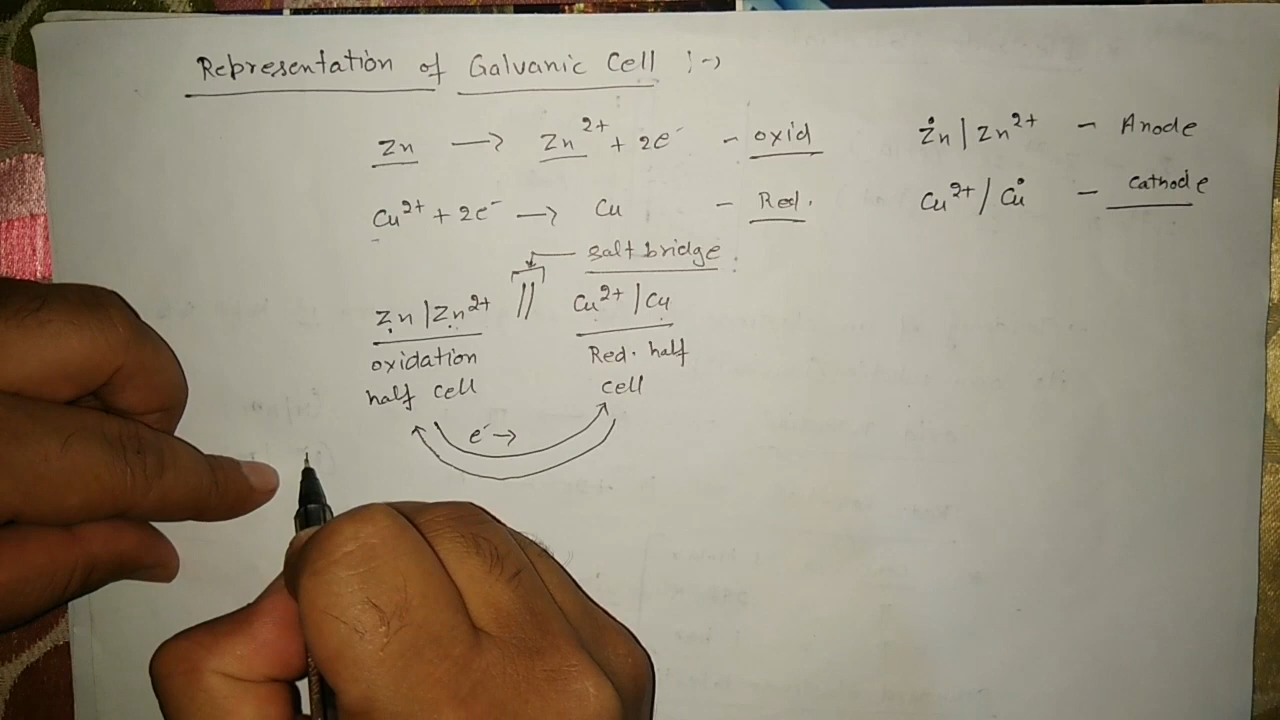 Representation of Galvanic Cell :→
Zn → Zn²⁺ + 2e⁻ - oxid Zn | Zn²⁺ - Anode
Cu²⁺ + 2e⁻ → Cu - Red. Cu²⁺ / Cu - Cathode
salt bridge
Zn | Zn²⁺ || Cu²⁺ | Cu
oxidation Red. half
half cell cell
e⁻ →